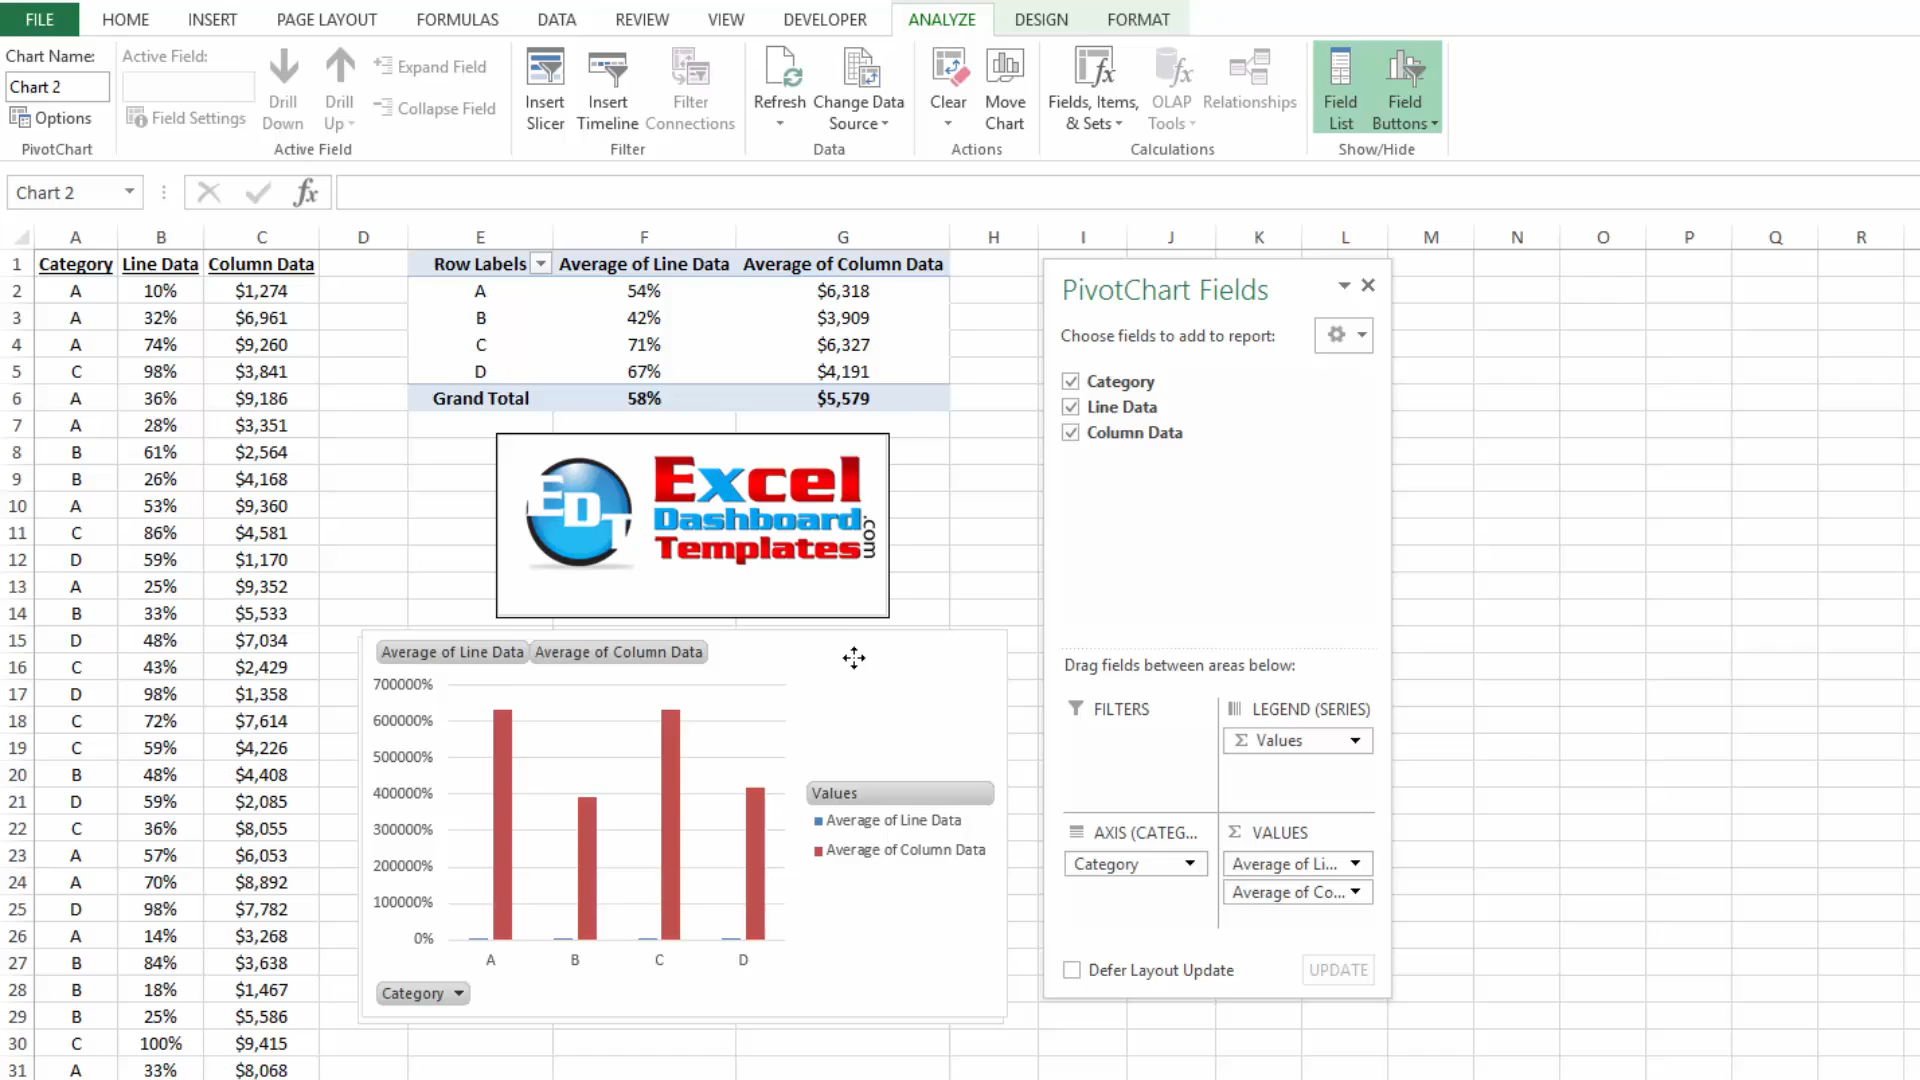 FILE HOME INSERT PAGE LAYOUT FORMULAS DATA REVIEW VIEW DEVELOPER ANALYZE DESIGN FORMAT
Chart Name:
Chart 2
Options
PivotChart
Active Field:
Field Settings
Drill Down
Drill Up
Expand Field
Collapse Field
Active Field
Insert Slicer
Insert Timeline
Filter Connections
Filter
Refresh
Change Data Source
Data
Clear
Move Chart
Actions
Fields, Items, & Sets
OLAP Tools
Relationships
Calculations
Field List
Field Buttons
Show/Hide
Chart 2 fx
A B C D E F G H I J K L M N O P Q R
1 Category Line Data Column Data Row Labels Average of Line Data Average of Column Data
2 A 10% $1,274 A 54% $6,318
3 A 32% $6,961 B 42% $3,909
4 A 74% $9,260 C 71% $6,327
5 C 98% $3,841 D 67% $4,191
6 A 36% $9,186 Grand Total 58% $5,579
7 A 28% $3,351
8 B 61% $2,564
9 B 26% $4,168
10 A 53% $9,360
11 C 86% $4,581
12 D 59% $1,170
13 A 25% $9,352
14 B 33% $5,533
15 D 48% $7,034
16 C 43% $2,429
17 D 98% $1,358
18 C 72% $7,614
19 C 59% $4,226
20 B 48% $4,408
21 D 59% $2,085
22 C 36% $8,055
23 A 57% $6,053
24 A 70% $8,892
25 D 98% $7,782
26 A 14% $3,268
27 B 84% $3,638
28 B 18% $1,467
29 B 25% $5,586
30 C 100% $9,415
31 A 33% $8,068
EDT
Excel
Dashboard
Templates
.com
Average of Line Data Average of Column Data
700000%
600000%
500000%
400000%
300000%
200000%
100000%
0%
A B C D
Values
Average of Line Data
Average of Column Data
Category
PivotChart Fields
Choose fields to add to report:
Category
Line Data
Column Data
Drag fields between areas below:
FILTERS
LEGEND (SERIES)
Σ Values
AXIS (CATEG...
Category
Σ VALUES
Average of Li...
Average of Co...
Defer Layout Update
UPDATE